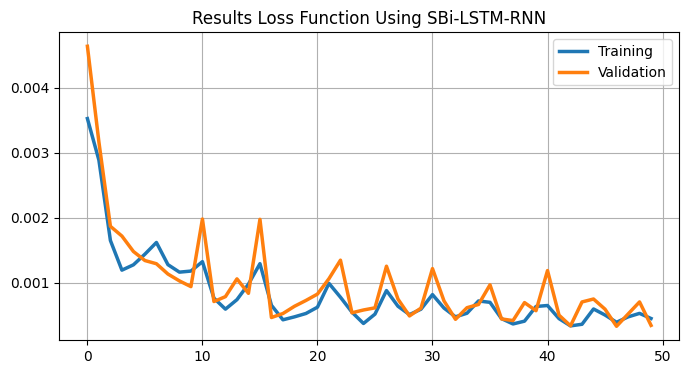 Results Loss Function Using SBi-LSTM-RNN
Training
Validation
0.004
0.003
0.002
0.001
0 10 20 30 40 50